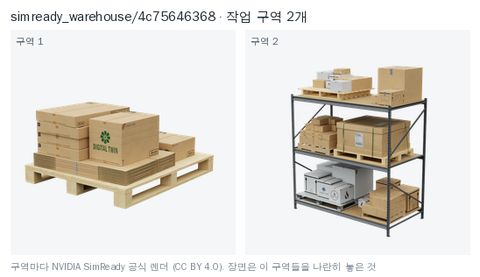 simready_warehouse/4c75646368 · 작업 구역 2개
구역 1
구역 2
DIGITAL TWIN
구역마다 NVIDIA SimReady 공식 렌더 (CC BY 4.0). 장면은 이 구역들을 나란히 놓은 것